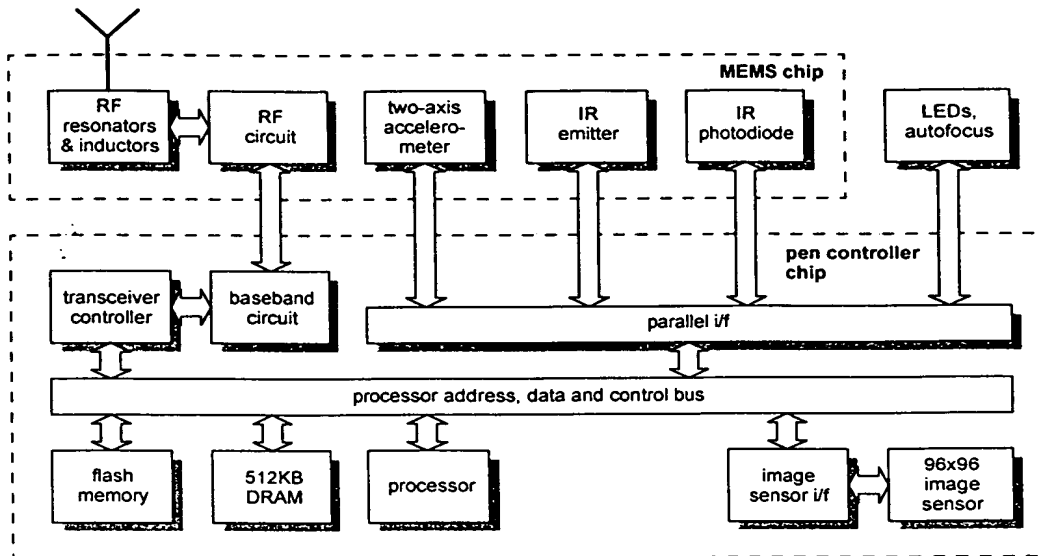 MEMS chip
RF
resonators
& inductors
RF
circuit
two-axis
accelero-
meter
IR
emitter
IR
photodiode
LEDs,
autofocus
pen controller
chip
transceiver
controller
baseband
circuit
parallel i/f
processor address, data and control bus
flash
memory
512KB
DRAM
processor
image
sensor i/f
96x96
image
sensor